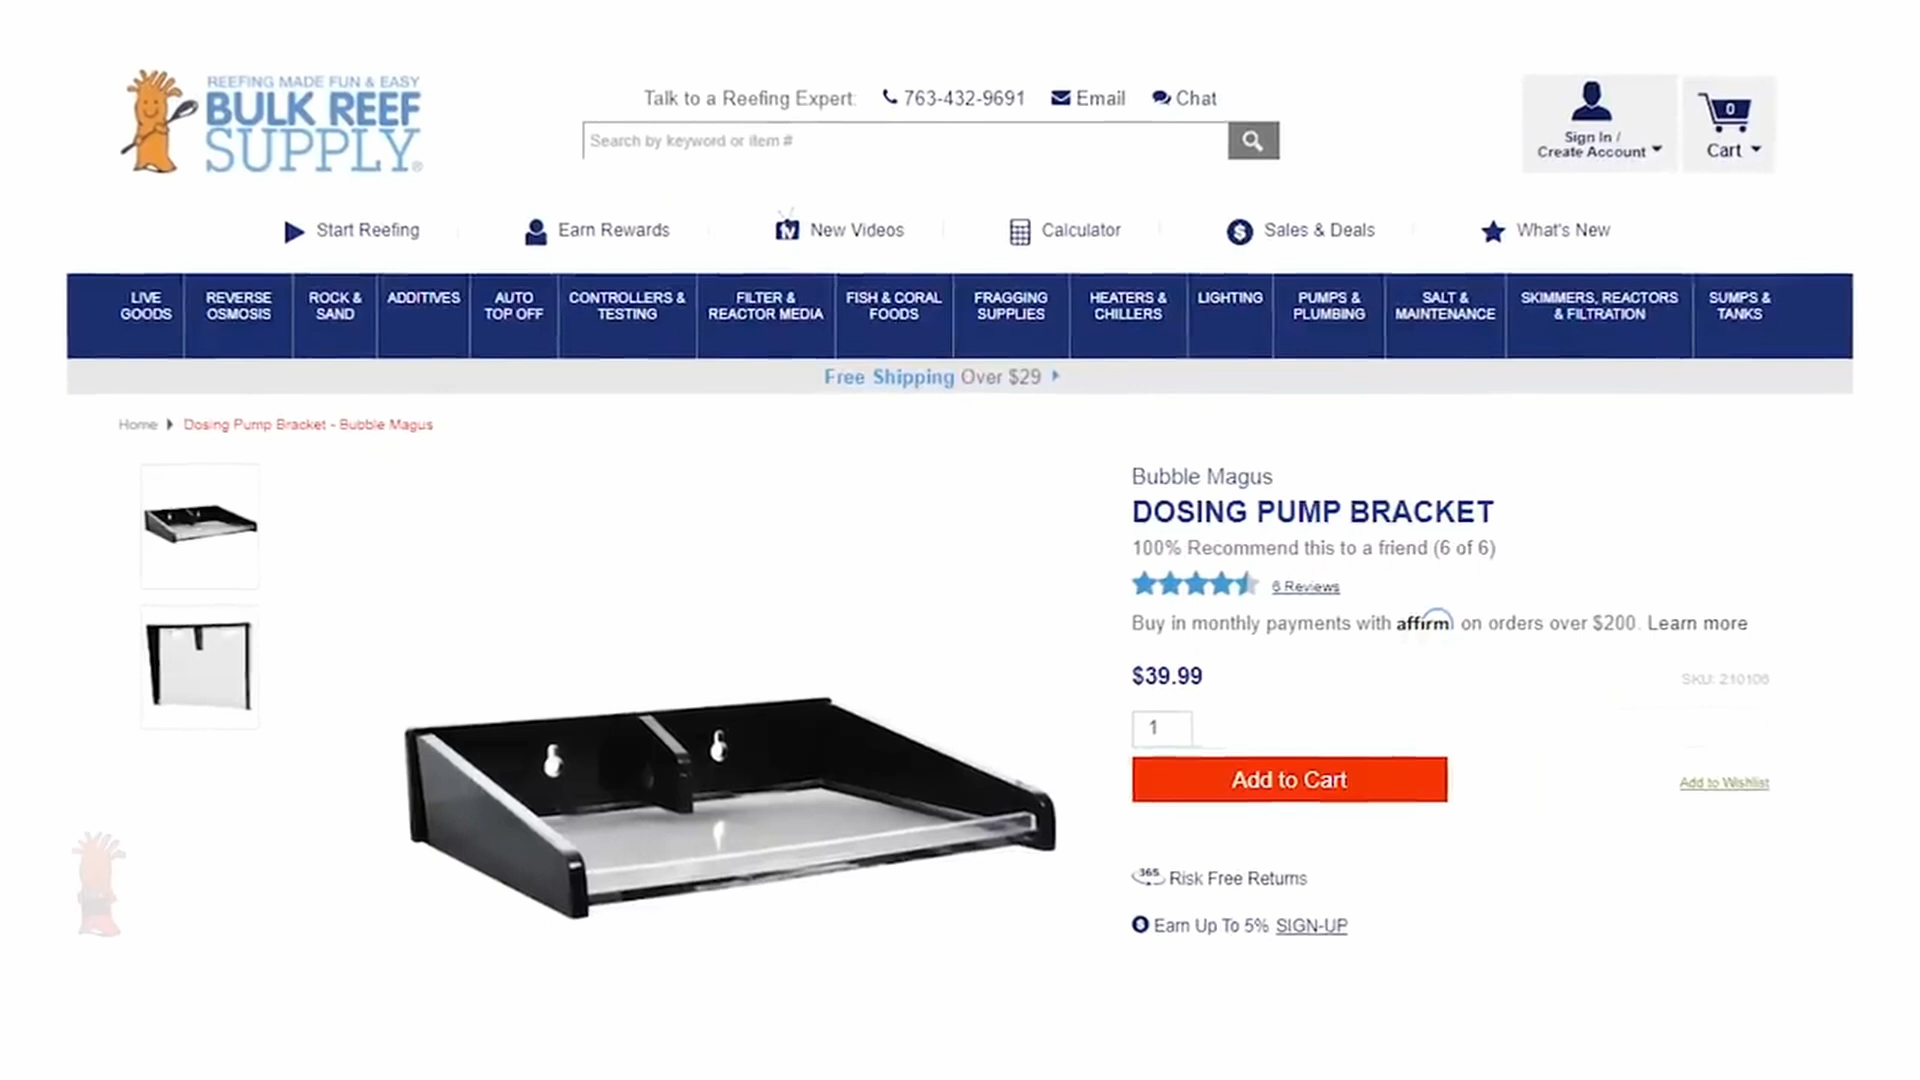 REEFING MADE FUN & EASY
BULK REEF
SUPPLY®
Talk to a Reefing Expert: 763-432-9691 Email Chat
Search by keyword or item #
Sign In /
Create Account
0
Cart
Start Reefing
Earn Rewards
tv New Videos
Calculator
$ Sales & Deals
What's New
LIVE
GOODS
REVERSE
OSMOSIS
ROCK &
SAND
ADDITIVES
AUTO
TOP OFF
CONTROLLERS &
TESTING
FILTER &
REACTOR MEDIA
FISH & CORAL
FOODS
FRAGGING
SUPPLIES
HEATERS &
CHILLERS
LIGHTING
PUMPS &
PLUMBING
SALT &
MAINTENANCE
SKIMMERS, REACTORS
& FILTRATION
SUMPS &
TANKS
Free Shipping Over $29
Home Dosing Pump Bracket - Bubble Magus
Bubble Magus
DOSING PUMP BRACKET
100% Recommend this to a friend (6 of 6)
6 Reviews
Buy in monthly payments with affirm on orders over $200. Learn more
$39.99
SKU: 210106
1
Add to Cart
Add to Wishlist
365 Risk Free Returns
$ Earn Up To 5% SIGN-UP